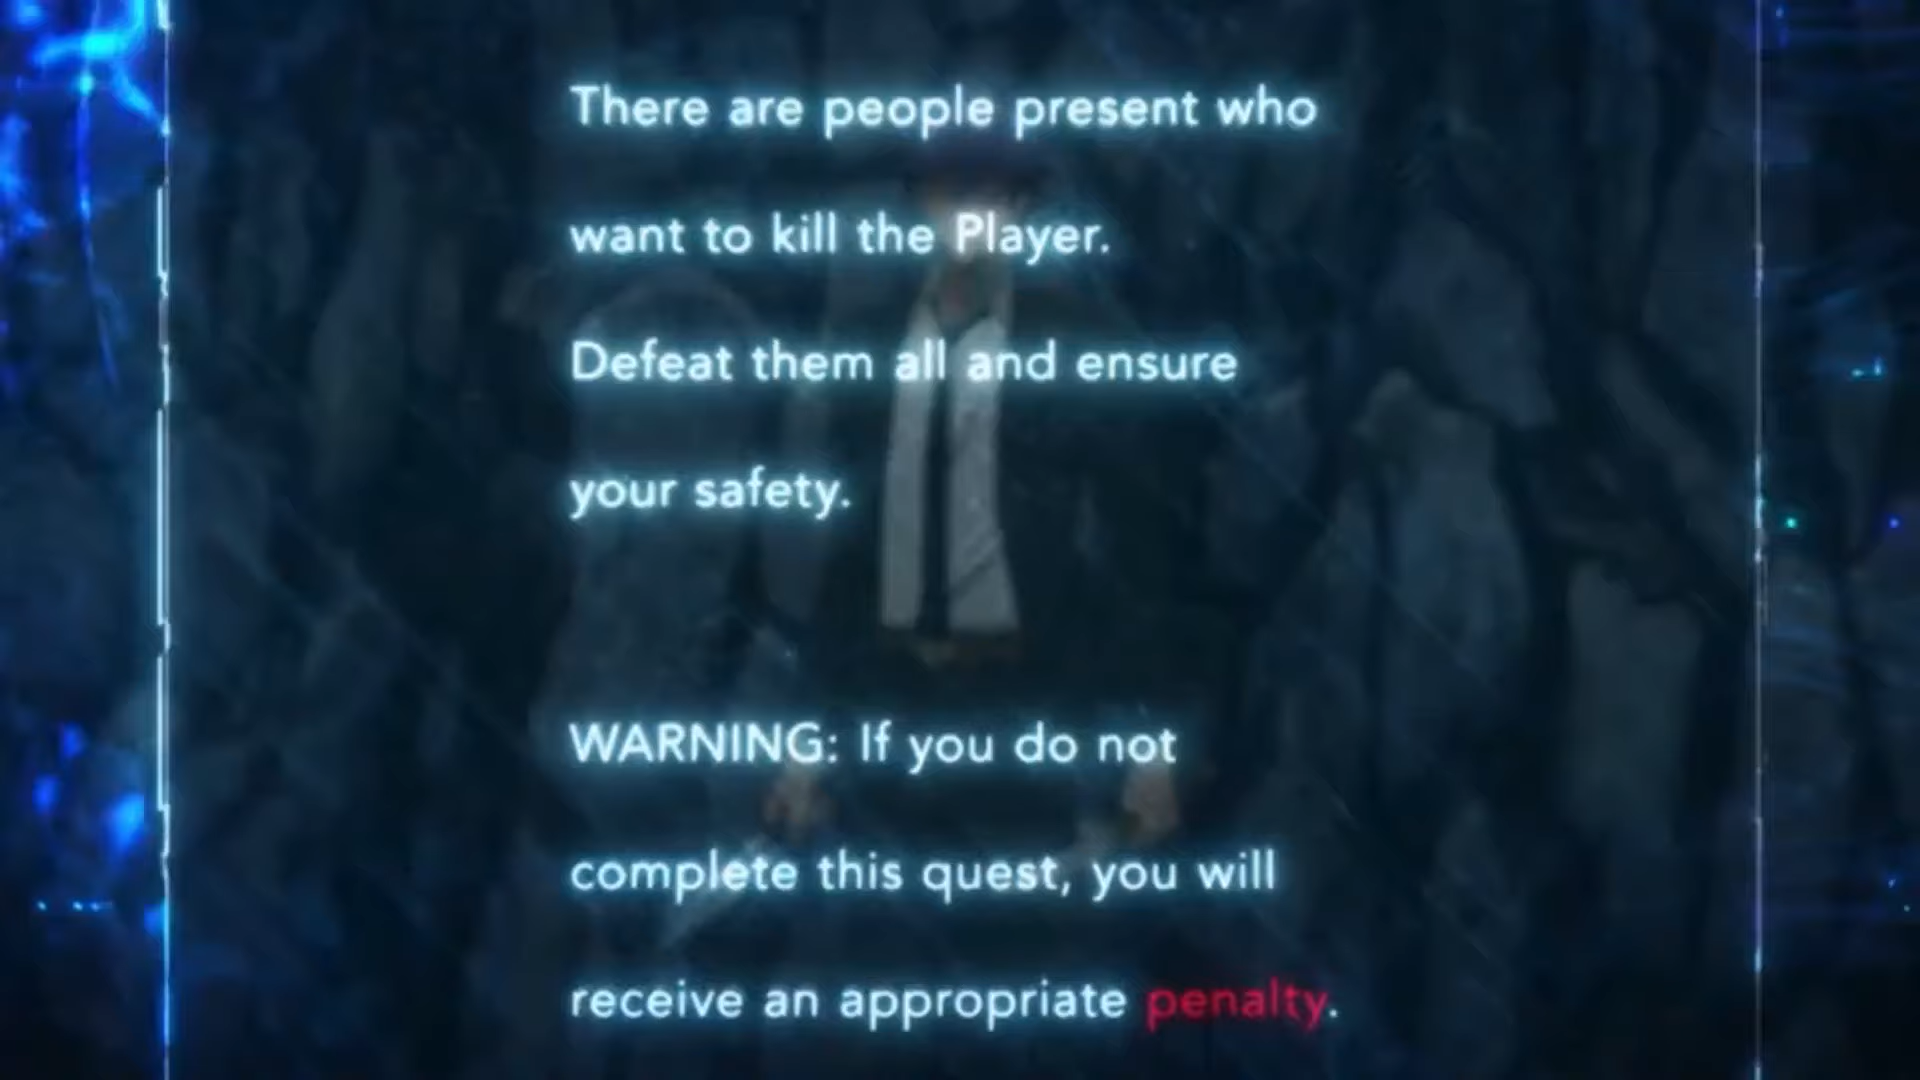 There are people present who
want to kill the Player.
Defeat them all and ensure
your safety.
WARNING: If you do not
complete this quest, you will
receive an appropriate penalty.